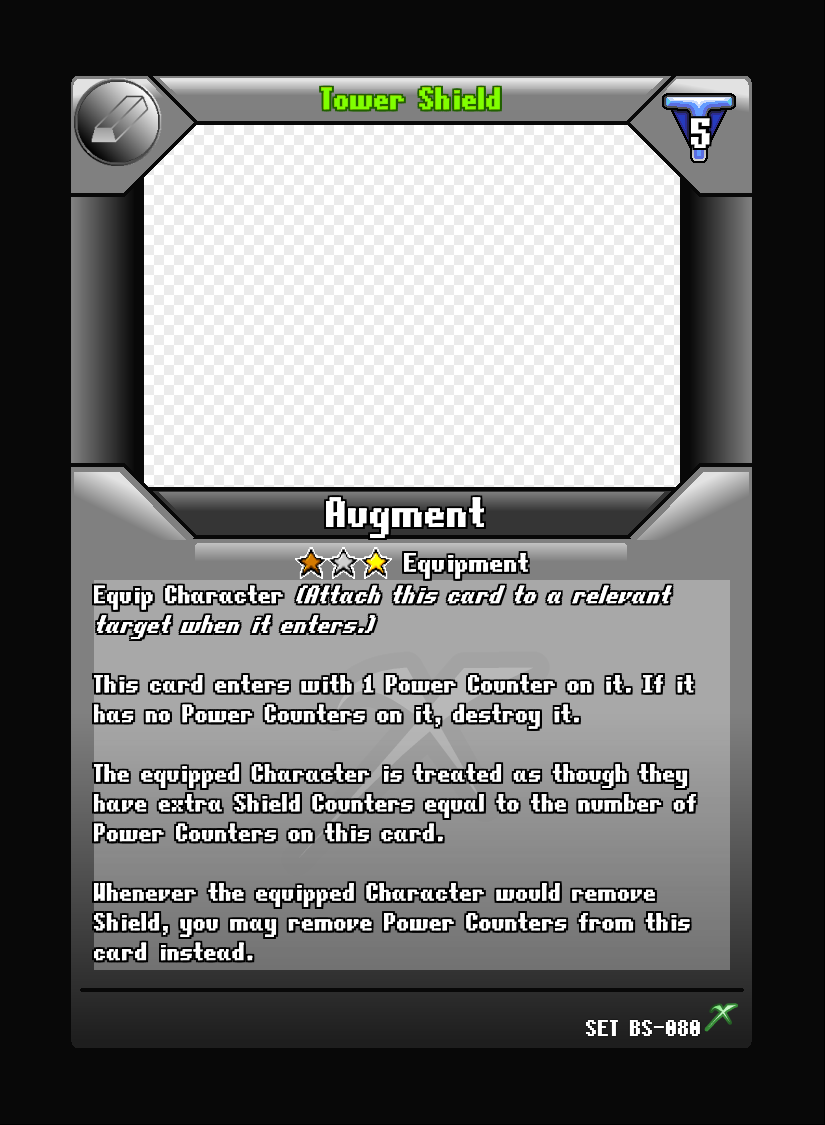 Tower Shield
5
Augment
Equipment
Equip Character (Attach this card to a relevant
target when it enters.)
This card enters with 1 Power Counter on it. If it
has no Power Counters on it, destroy it.
The equipped Character is treated as though they
have extra Shield Counters equal to the number of
Power Counters on this card.
Whenever the equipped Character would remove
Shield, you may remove Power Counters from this
card instead.
SET BS-080